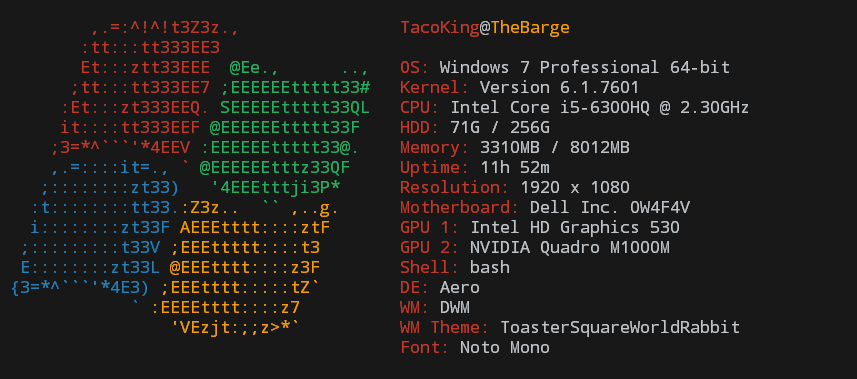 ,.=:^!^!t3Z3z.,
:tt:::tt333EE3
Et:::ztt33EEE  @Ee.,      ..,
;tt:::tt333EE7 ;EEEEEEttttt33#
:Et:::zt333EEQ. SEEEEEttttt33QL
it::::tt333EEF @EEEEEEttttt33F
;3=*^```'*4EEV :EEEEEEttttt33@.
,.=::::it=., ` @EEEEEEtttz33QF
;::::::::zt33)   '4EEEtttji3P*
:t::::::::tt33.:Z3z..  `` ,..g.
i::::::::zt33F AEEEtttt::::ztF
;:::::::::t33V ;EEEttttt::::t3
E::::::::zt33L @EEEtttt::::z3F
{3=*^```'*4E3) ;EEEtttt:::::tZ`
` :EEEEtttt::::z7
'VEzjt:;;z>*`
TacoKing@TheBarge
OS: Windows 7 Professional 64-bit
Kernel: Version 6.1.7601
CPU: Intel Core i5-6300HQ @ 2.30GHz
HDD: 71G / 256G
Memory: 3310MB / 8012MB
Uptime: 11h 52m
Resolution: 1920 x 1080
Motherboard: Dell Inc. 0W4F4V
GPU 1: Intel HD Graphics 530
GPU 2: NVIDIA Quadro M1000M
Shell: bash
DE: Aero
WM: DWM
WM Theme: ToasterSquareWorldRabbit
Font: Noto Mono